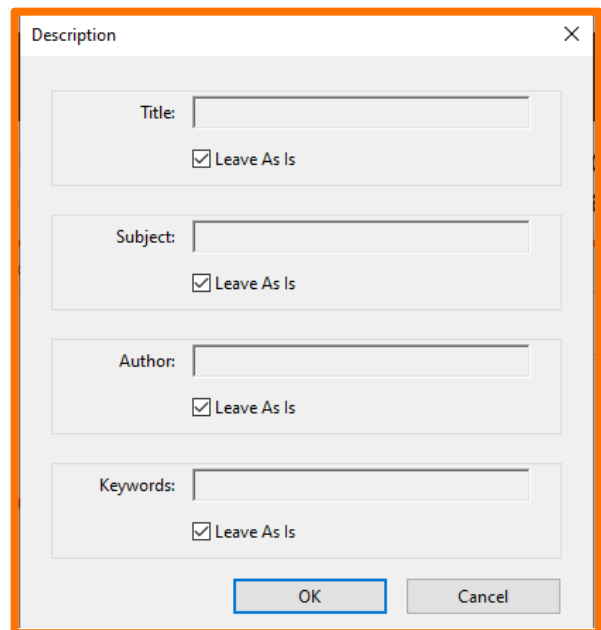 Description
Title:
Leave As Is
Subject:
Leave As Is
Author:
Leave As Is
Keywords:
Leave As Is
OK Cancel